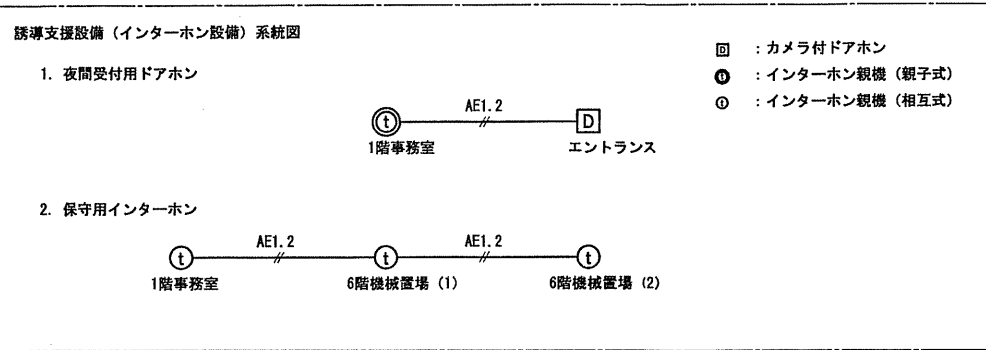 誘導支援設備（インターホン設備）系統図
D ：カメラ付ドアホン
t ：インターホン親機（親子式）
t ：インターホン親機（相互式）
1. 夜間受付用ドアホン
AE1.2
t D
1階事務室 エントランス
2. 保守用インターホン
AE1.2 AE1.2
t t t
1階事務室 6階機械置場（1） 6階機械置場（2）